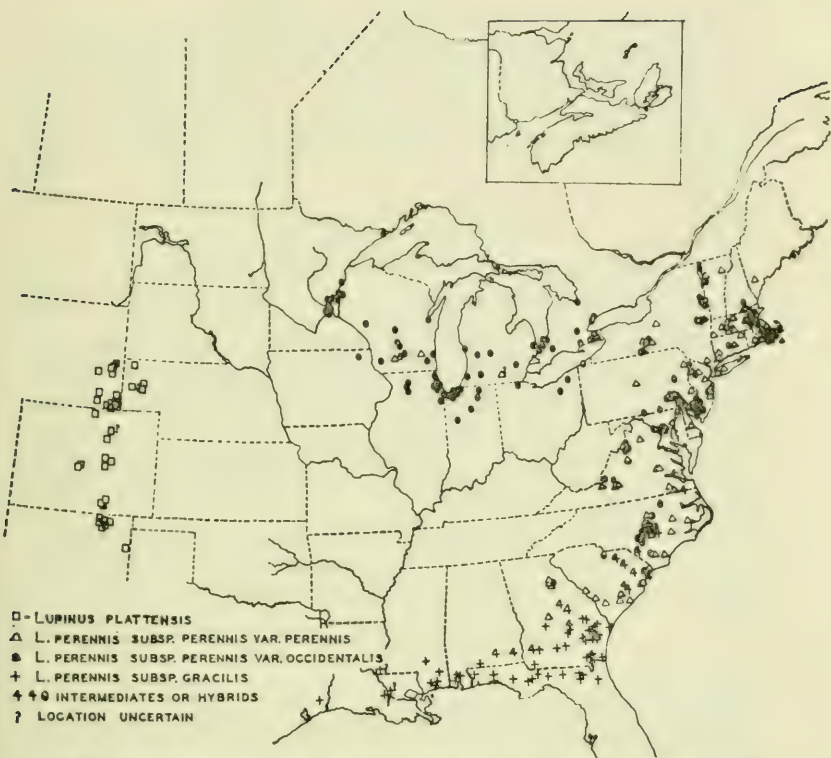 □ - LUPINUS PLATTENSIS
△ L. PERENNIS SUBSP. PERENNIS VAR. PERENNIS
● L. PERENNIS SUBSP. PERENNIS VAR. OCCIDENTALIS
+ L. PERENNIS SUBSP. GRACILIS
INTERMEDIATES OR HYBRIDS
? LOCATION UNCERTAIN